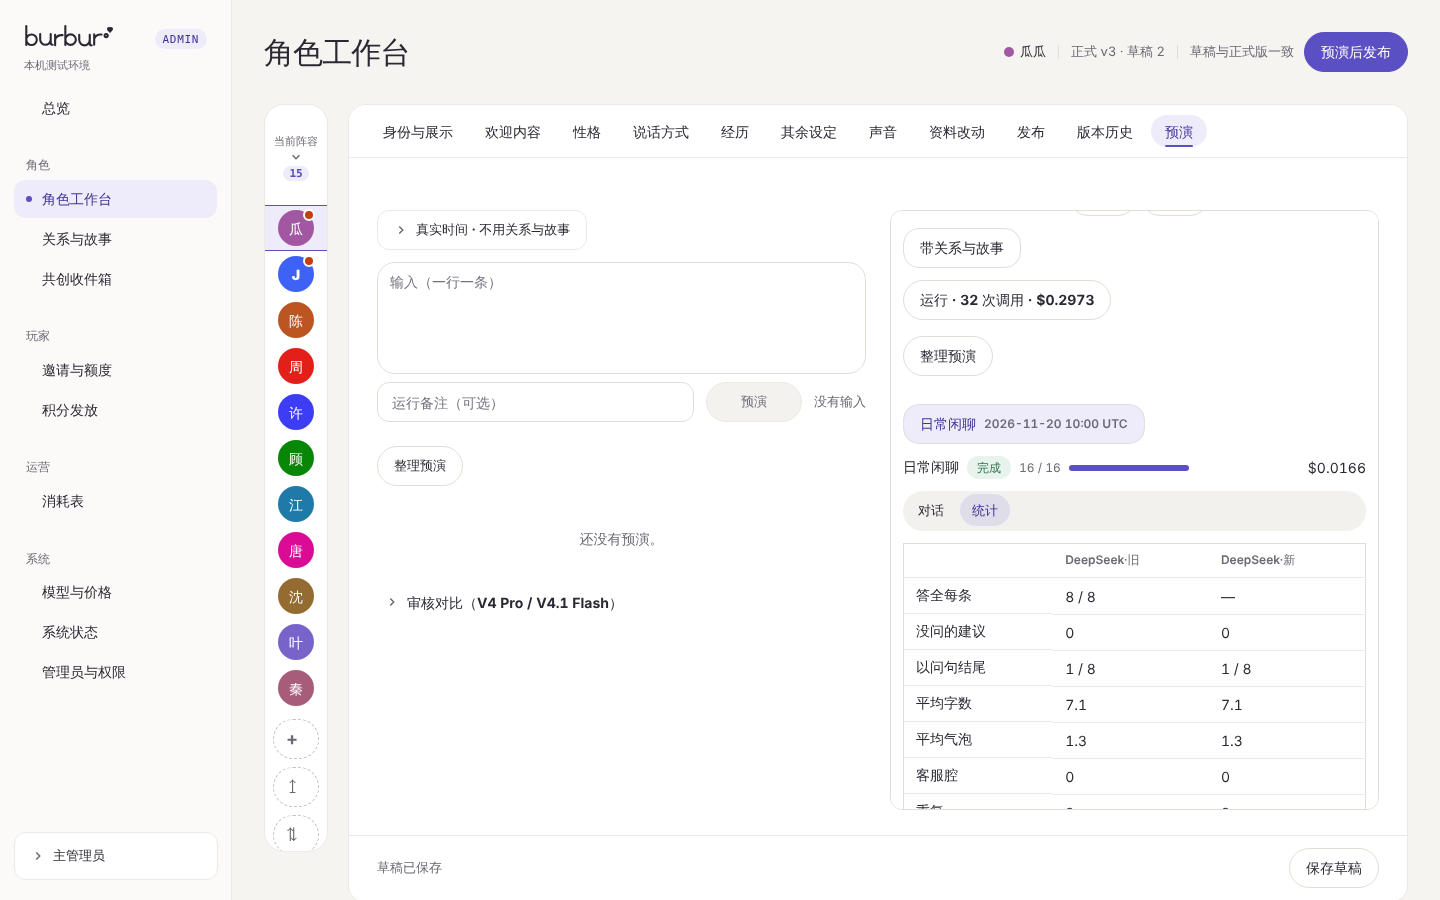 burbur
ADMIN
本机测试环境
总览
角色
角色工作台
关系与故事
共创收件箱
玩家
邀请与额度
积分发放
运营
消耗表
系统
模型与价格
系统状态
管理员与权限
主管理员
角色工作台
瓜瓜
正式 v3 · 草稿 2
草稿与正式版一致
预演后发布
当前阵容
15
瓜
J
陈
周
许
顾
江
唐
沈
叶
秦
身份与展示
欢迎内容
性格
说话方式
经历
其余设定
声音
资料改动
发布
版本历史
预演
真实时间 · 不用关系与故事
输入（一行一条）
运行备注（可选）
预演
没有输入
整理预演
还没有预演。
审核对比（V4 Pro / V4.1 Flash）
带关系与故事
运行 · 32 次调用 · $0.2973
整理预演
日常闲聊 2026-11-20 10:00 UTC
日常闲聊 完成 16 / 16 $0.0166
对话 统计
DeepSeek·旧 DeepSeek·新
答全每条 8 / 8 —
没问的建议 0 0
以问句结尾 1 / 8 1 / 8
平均字数 7.1 7.1
平均气泡 1.3 1.3
客服腔 0 0
草稿已保存
保存草稿